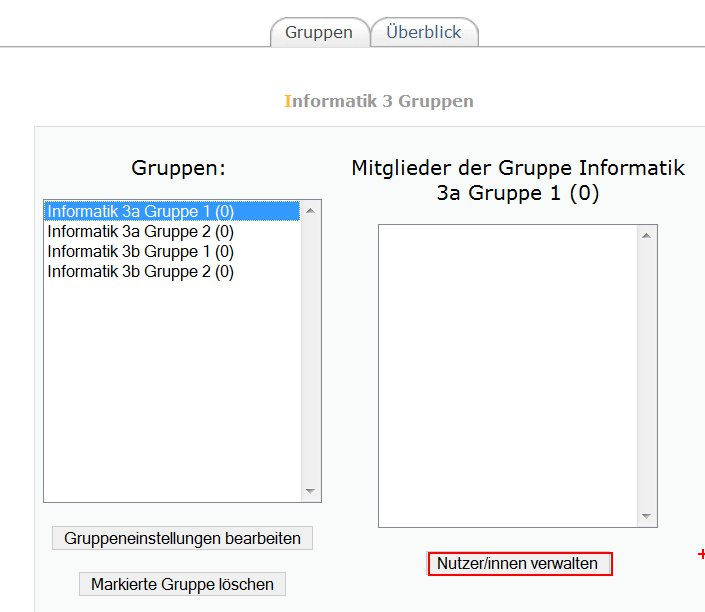 Gruppen
Überblick
Informatik 3 Gruppen
Gruppen:
Informatik 3a Gruppe 1 (0)
Informatik 3a Gruppe 2 (0)
Informatik 3b Gruppe 1 (0)
Informatik 3b Gruppe 2 (0)
Gruppeneinstellungen bearbeiten
Markierte Gruppe löschen
Mitglieder der Gruppe Informatik
3a Gruppe 1 (0)
Nutzer/innen verwalten